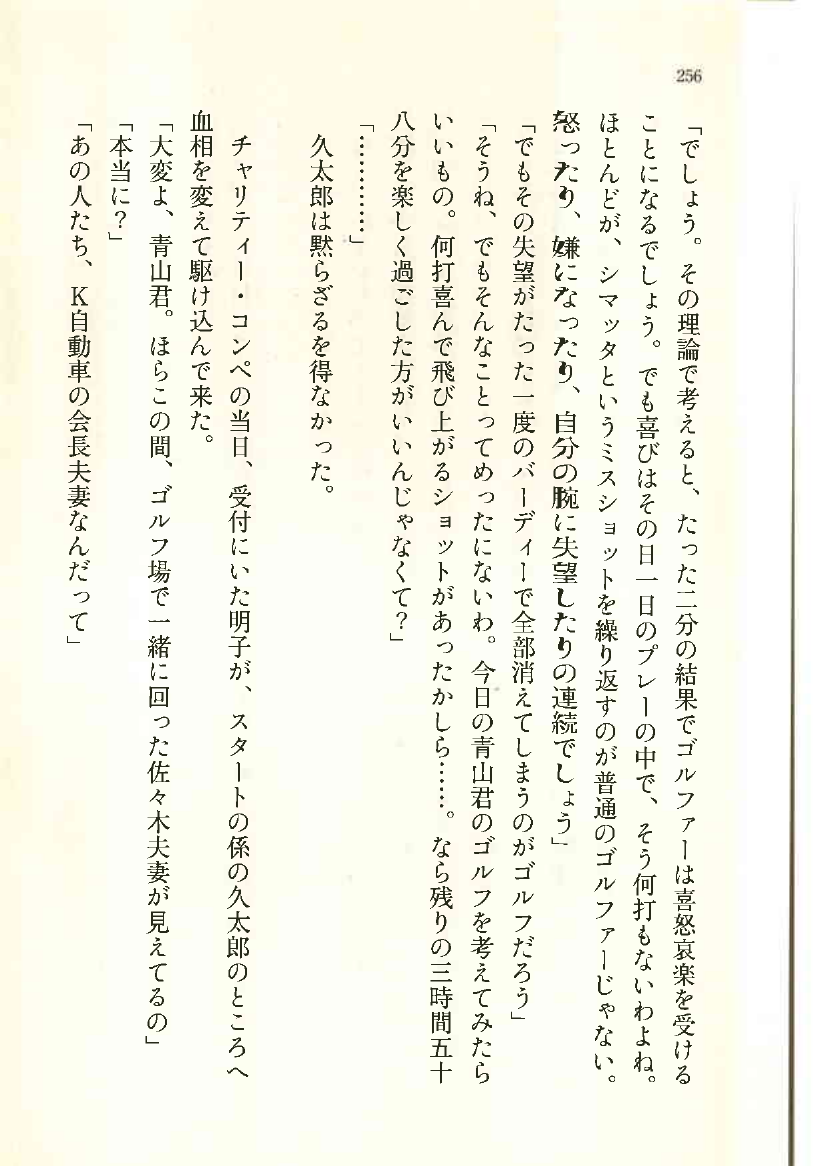 256
「でしょう。その理論で考えると、たった二分の結果でゴルファーは喜怒哀楽を受ける
ことになるでしょう。でも喜びはその日一日のプレーの中で、そう何打もないわよね。
ほとんどが、シマッタというミスショットを繰り返すのが普通のゴルファーじゃない。
怒ったり、嫌になったり、自分の腕に失望したりの連続でしょう」
「でもその失望がたった一度のバーディーで全部消えてしまうのがゴルフだろう」
「そうね、でもそんなことってめったにないわ。今日の青山君のゴルフを考えてみたら
いいもの。何打喜んで飛び上がるショットがあったかしら……。なら残りの三時間五十
八分を楽しく過ごした方がいいんじゃなくて？」
「…………」
久太郎は黙らざるを得なかった。
チャリティー・コンペの当日、受付にいた明子が、スタートの係の久太郎のところへ
血相を変えて駆け込んで来た。
「大変よ、青山君。ほらこの間、ゴルフ場で一緒に回った佐々木夫妻が見えてるの」
「本当に？」
「あの人たち、Ｋ自動車の会長夫妻なんだって」